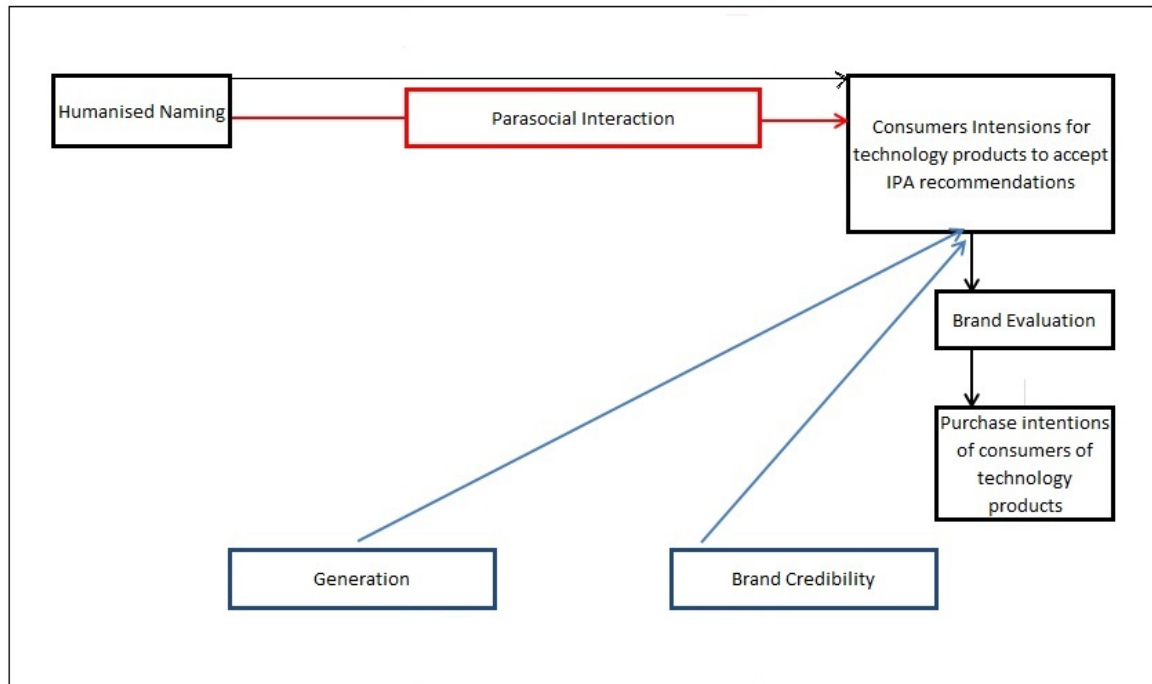 Humanised Naming
Parasocial Interaction
Consumers Intensions for
technology products to accept
IPA recommendations
Brand Evaluation
Purchase intentions
of consumers of
technology
products
Generation
Brand Credibility